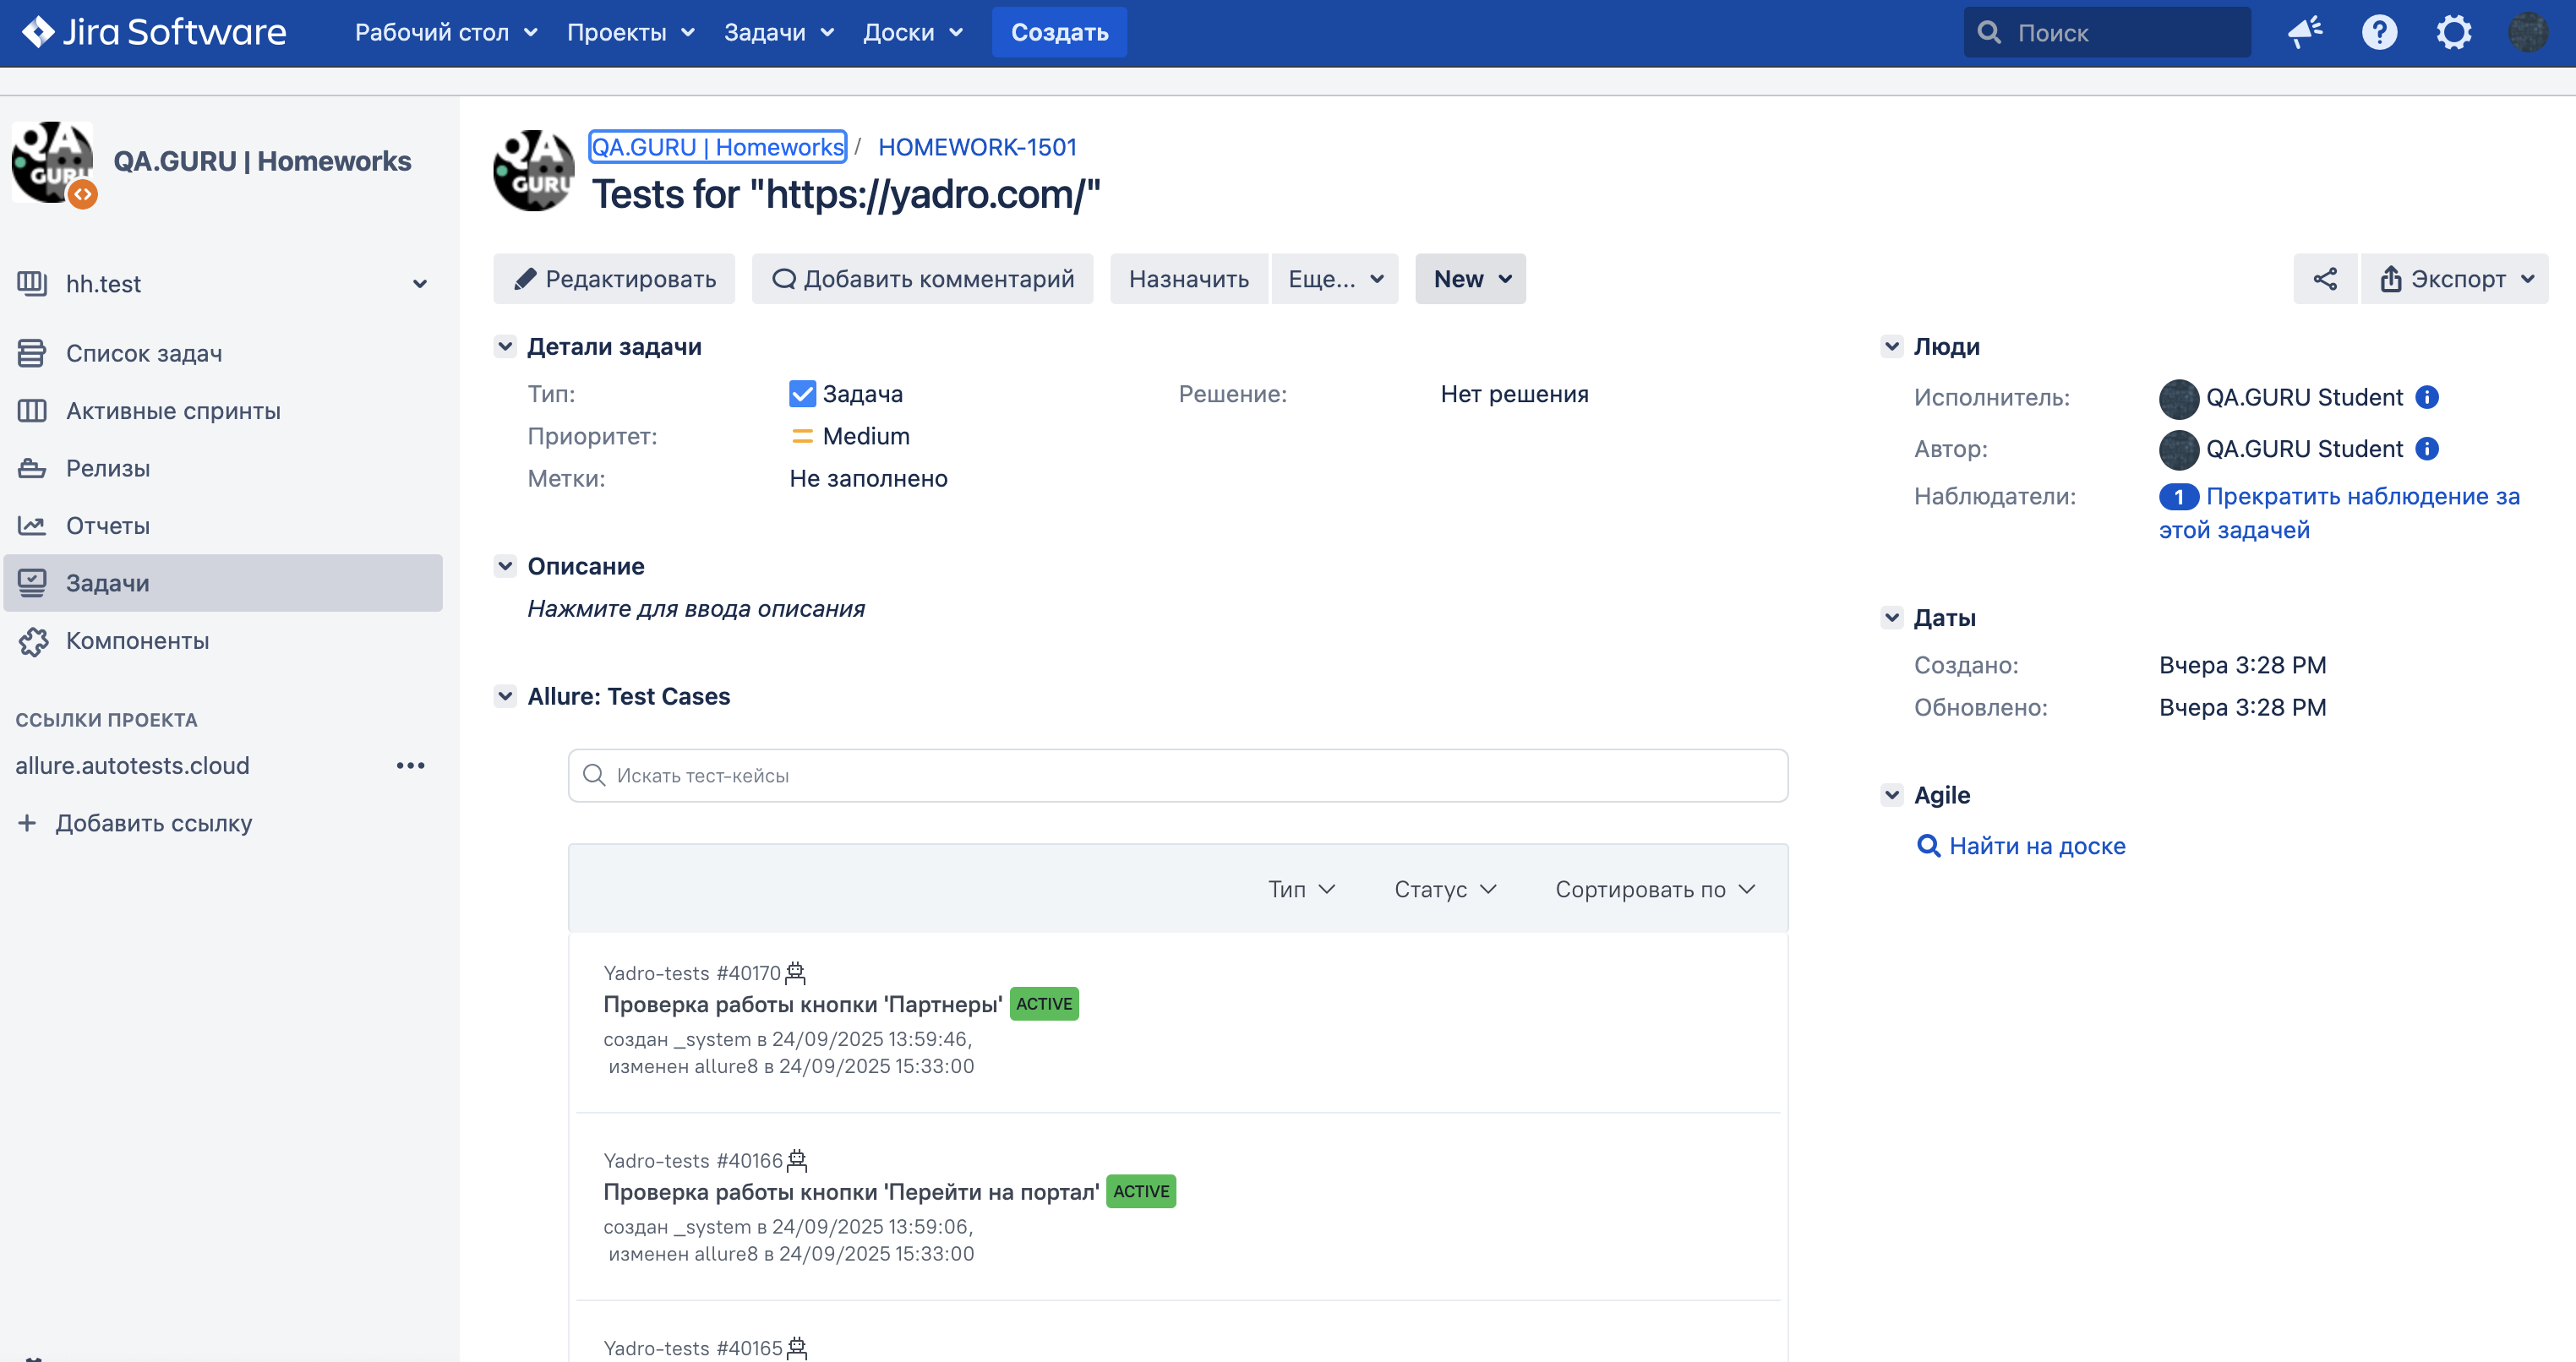 Jira Software
Рабочий стол
Проекты
Задачи
Доски
Создать
Поиск
QA GURU
QA.GURU | Homeworks
hh.test
Список задач
Активные спринты
Релизы
Отчеты
Задачи
Компоненты
ССЫЛКИ ПРОЕКТА
allure.autotests.cloud
Добавить ссылку
QA GURU
QA.GURU | Homeworks / HOMEWORK-1501
Tests for "https://yadro.com/"
Редактировать
Добавить комментарий
Назначить
Еще...
New
Экспорт
Детали задачи
Тип: Задача
Решение: Нет решения
Приоритет: Medium
Метки: Не заполнено
Описание
Нажмите для ввода описания
Allure: Test Cases
Искать тест-кейсы
Тип
Статус
Сортировать по
Yadro-tests #40170
Проверка работы кнопки 'Партнеры' ACTIVE
создан _system в 24/09/2025 13:59:46,
изменен allure8 в 24/09/2025 15:33:00
Yadro-tests #40166
Проверка работы кнопки 'Перейти на портал' ACTIVE
создан _system в 24/09/2025 13:59:06,
изменен allure8 в 24/09/2025 15:33:00
Yadro-tests #40165
Люди
Исполнитель: QA.GURU Student
Автор: QA.GURU Student
Наблюдатели: 1 Прекратить наблюдение за
этой задачей
Даты
Создано: Вчера 3:28 PM
Обновлено: Вчера 3:28 PM
Agile
Найти на доске